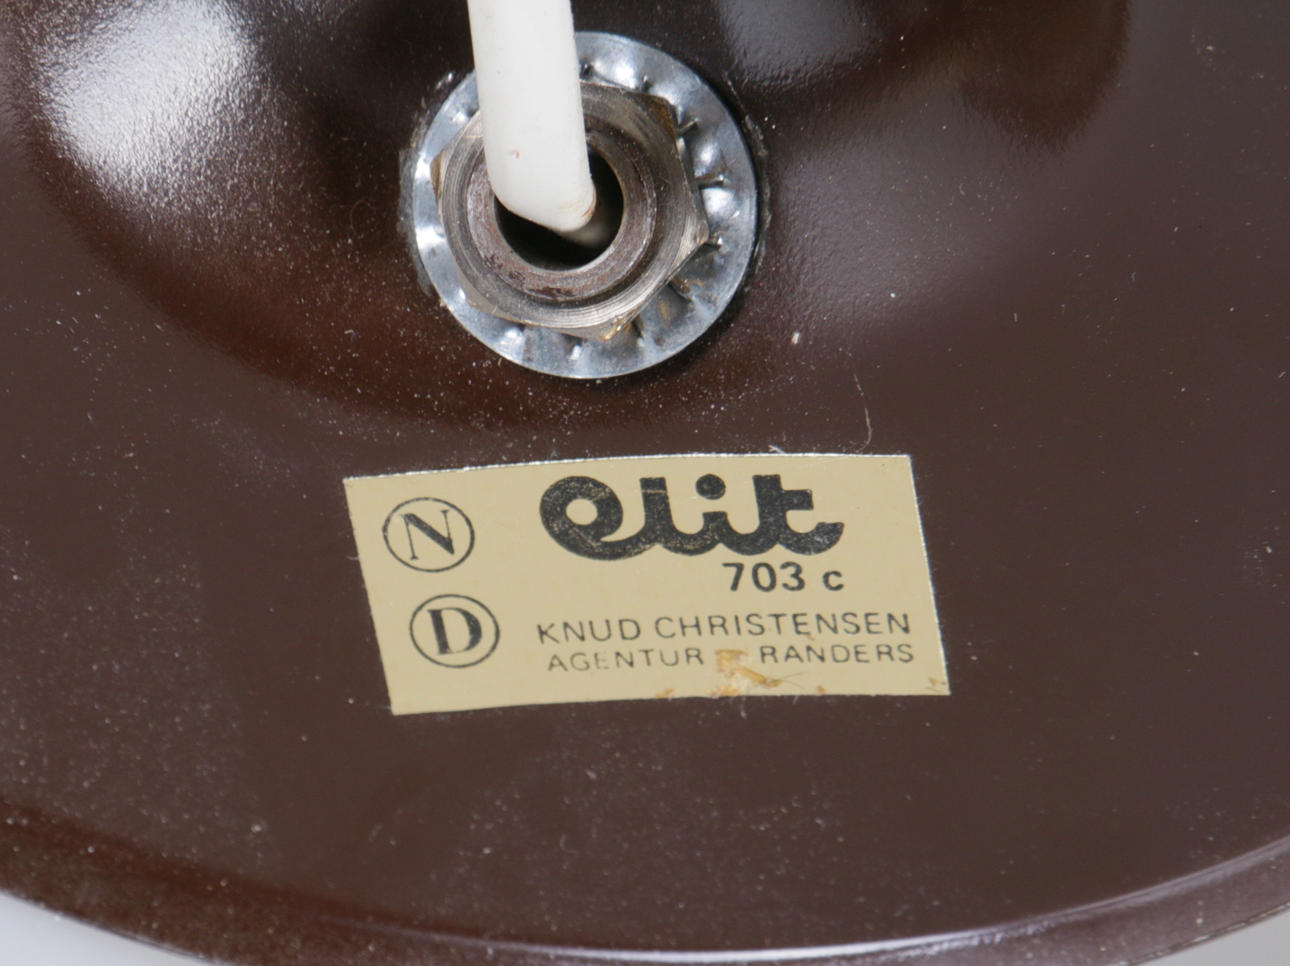 N
elit
703 c
D
KNUD CHRISTENSEN
AGENTUR RANDERS